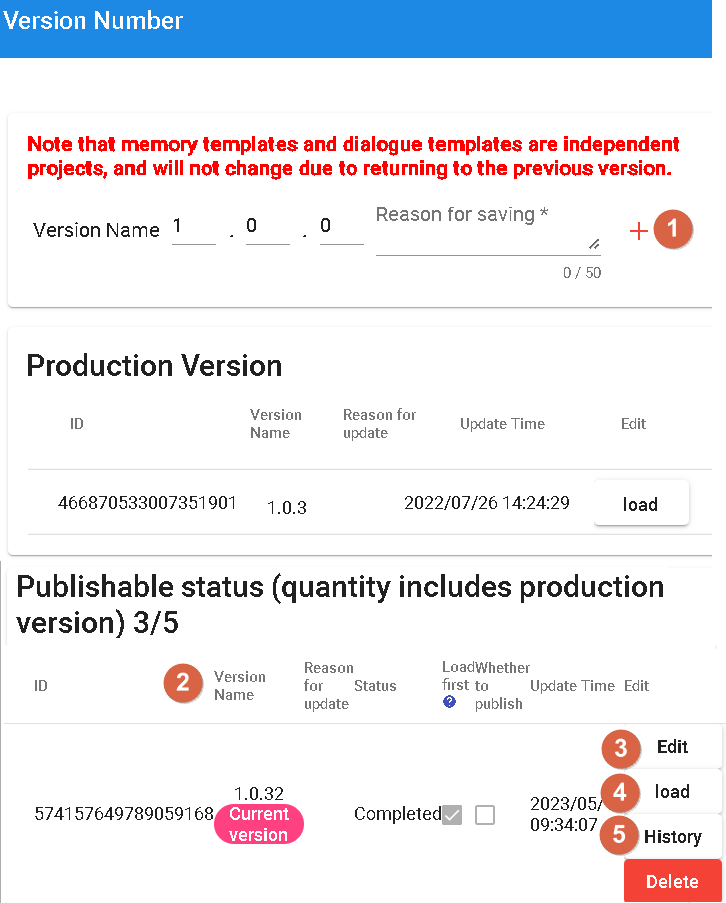 Version Number
Note that memory templates and dialogue templates are independent
projects, and will not change due to returning to the previous version.
Version Name 1 . 0 . 0 Reason for saving * + 1
0 / 50
Production Version
ID Version Name Reason for update Update Time Edit
466870533007351901 1.0.3 2022/07/26 14:24:29 load
Publishable status (quantity includes production
version) 3/5
ID 2 Version Name Reason for update Status Load first ? Whether to publish Update Time Edit
574157649789059168 1.0.32 Current version Completed 2023/05/ 09:34:07
3 Edit
4 load
5 History
Delete